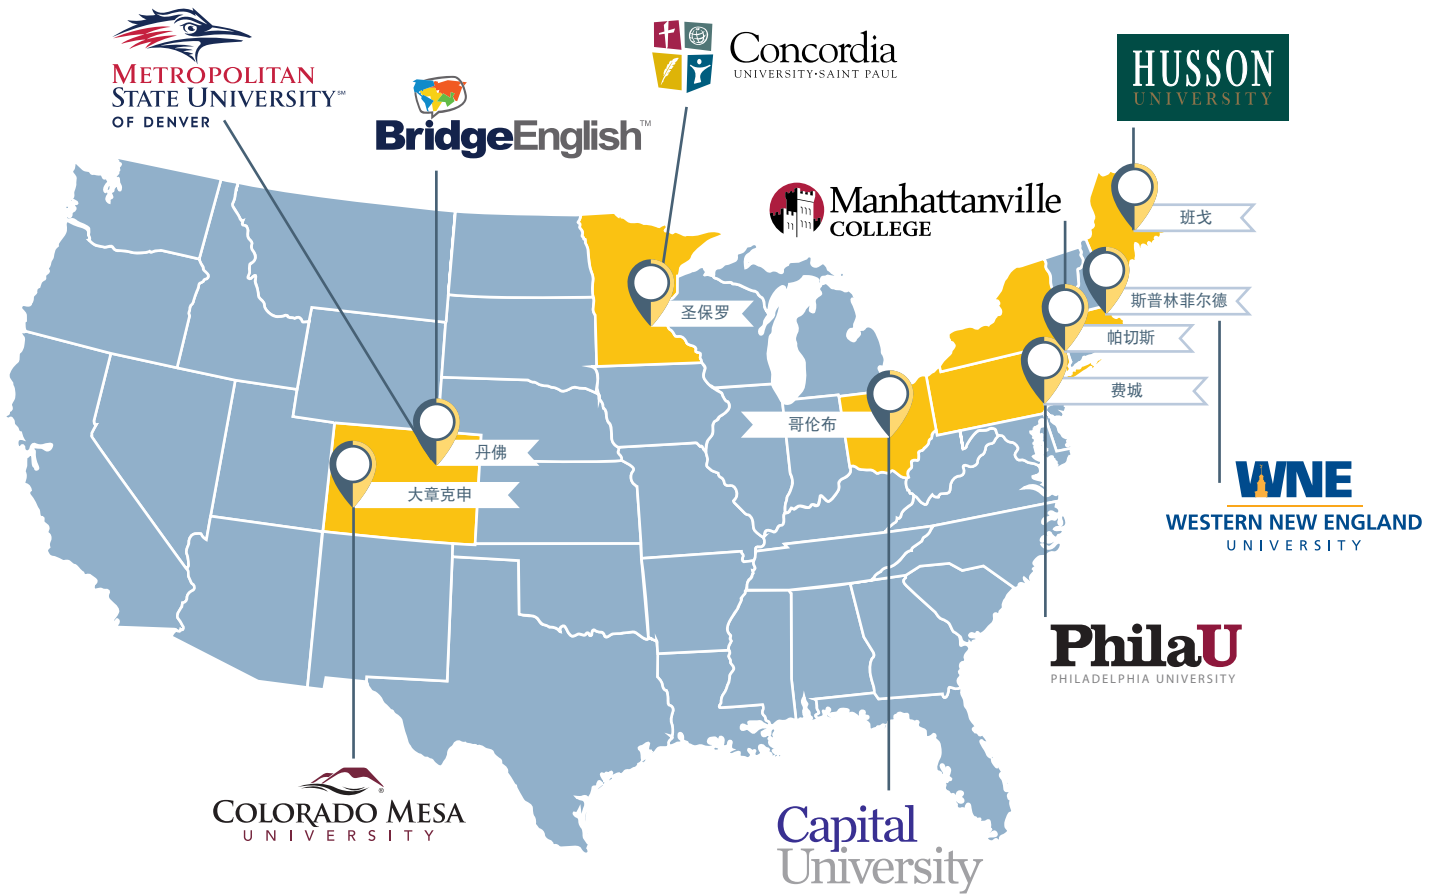 METROPOLITAN
STATE UNIVERSITY℠
OF DENVER
BridgeEnglish™
Concordia
UNIVERSITY·SAINT PAUL
HUSSON
UNIVERSITY
Manhattanville
COLLEGE
班戈
斯普林菲尔德
圣保罗
帕切斯
费城
哥伦布
丹佛
大章克申
WNE
WESTERN NEW ENGLAND
UNIVERSITY
PhilaU
PHILADELPHIA UNIVERSITY
COLORADO MESA
®
UNIVERSITY
Capital
University